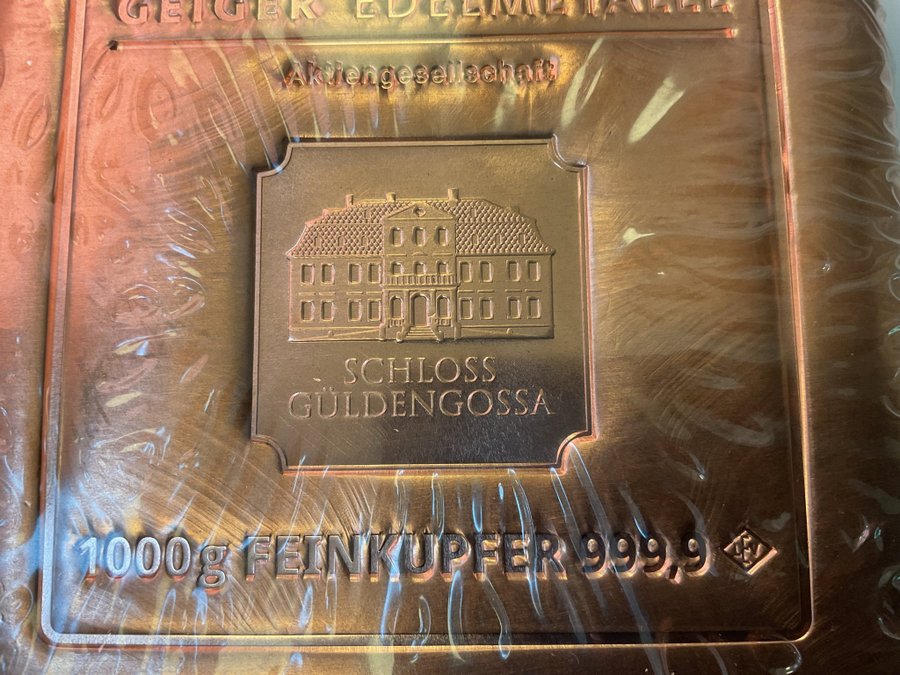 GEIGER EDELMETALLE
Aktiengesellschaft
SCHLOSS
GÜLDENGOSSA
1000g FEINKUPFER 999,9